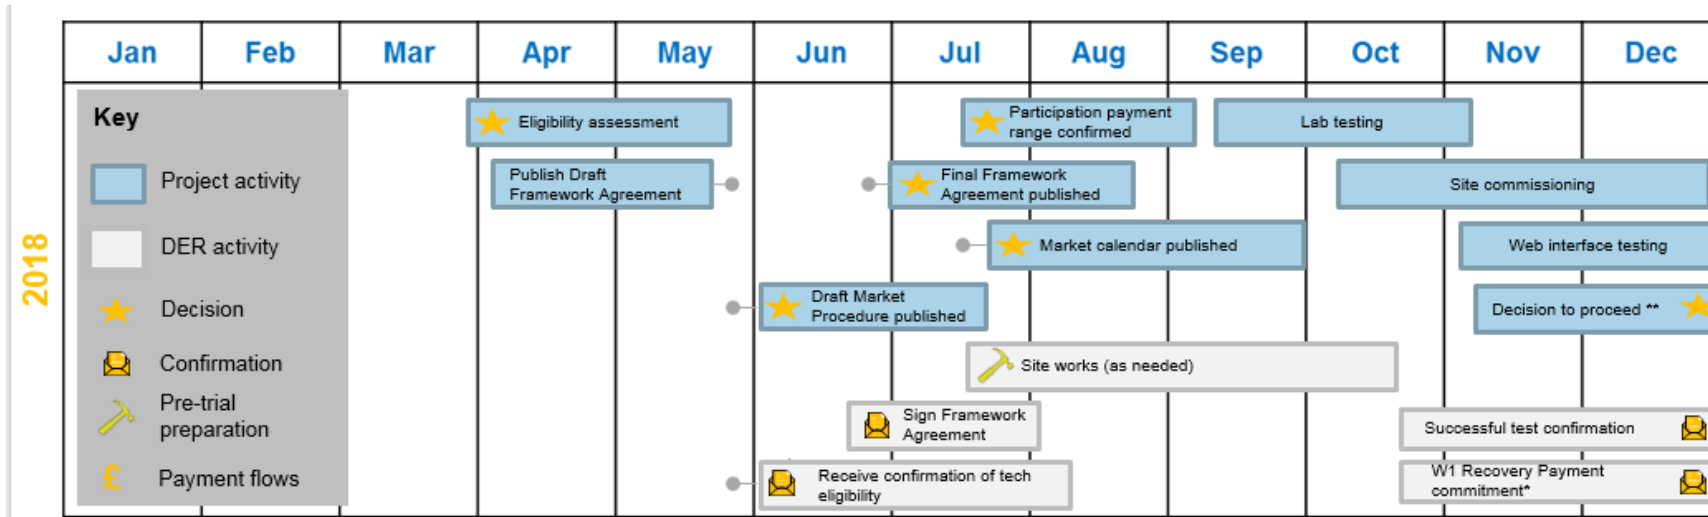 Jan Feb Mar Apr May Jun Jul Aug Sep Oct Nov Dec
2018
Key
Project activity
DER activity
Decision
Confirmation
Pre-trial
preparation
£ Payment flows
Eligibility assessment
Participation payment
range confirmed
Lab testing
Publish Draft
Framework Agreement
Final Framework
Agreement published
Site commissioning
Market calendar published
Web interface testing
Draft Market
Procedure published
Decision to proceed **
Site works (as needed)
Sign Framework
Agreement
Successful test confirmation
Receive confirmation of tech
eligibility
W1 Recovery Payment
commitment*